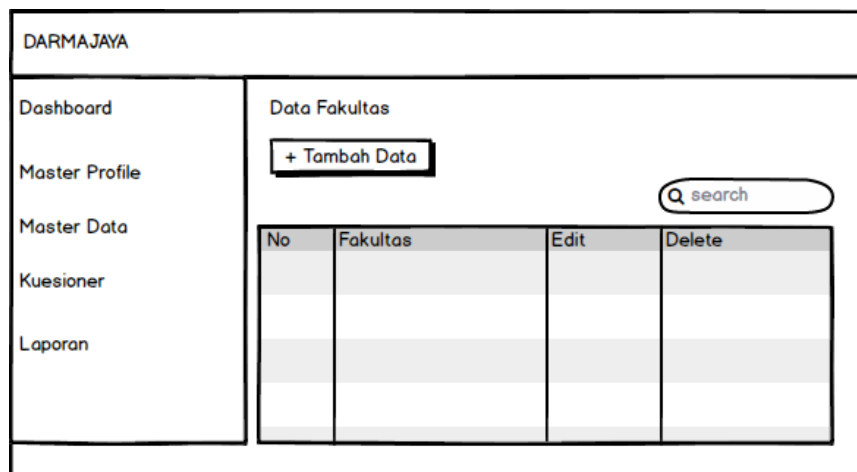 DARMAJAYA
Dashboard
Master Profile
Master Data
Kuesioner
Laporan
Data Fakultas
+ Tambah Data
search
No Fakultas Edit Delete